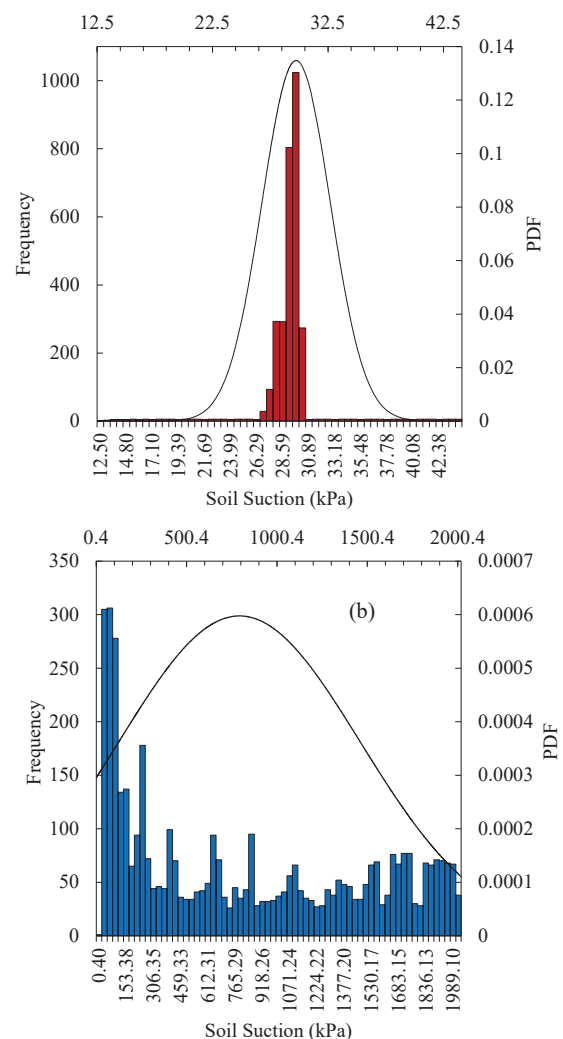 12.5 22.5 32.5 42.5
1000
800
600
400
200
0
Frequency
0.14
0.12
0.1
0.08
0.06
0.04
0.02
0
PDF
12.50 14.80 17.10 19.39 21.69 23.99 26.29 28.59 30.89 33.18 35.48 37.78 40.08 42.38
Soil Suction (kPa)
0.4 500.4 1000.4 1500.4 2000.4
350
300
250
200
150
100
50
0
Frequency
(b)
0.0007
0.0006
0.0005
0.0004
0.0003
0.0002
0.0001
0
PDF
0.40 153.38 306.35 459.33 612.31 765.29 918.26 1071.24 1224.22 1377.20 1530.17 1683.15 1836.13 1989.10
Soil Suction (kPa)